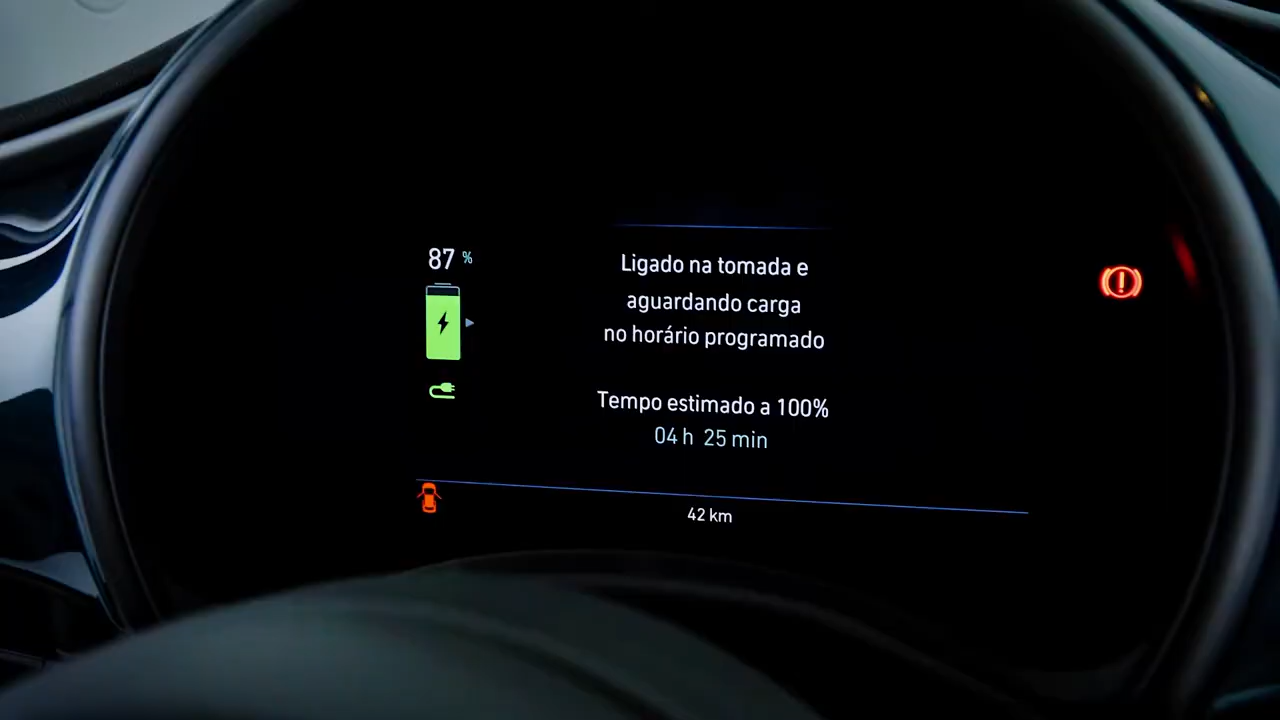 87 %
Ligado na tomada e
aguardando carga
no horário programado
Tempo estimado a 100%
04 h 25 min
42 km